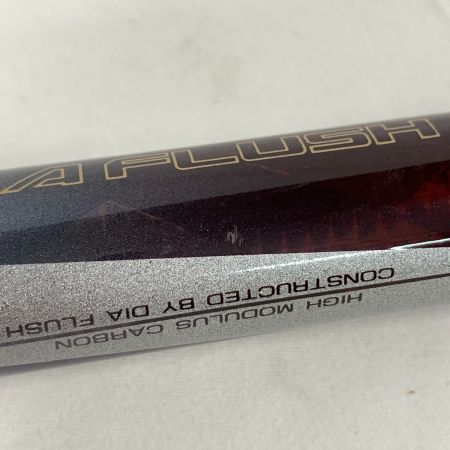 A FLUSH
CONSTRUCTED BY DIA FLUSH
HIGH MODULUS CARBON